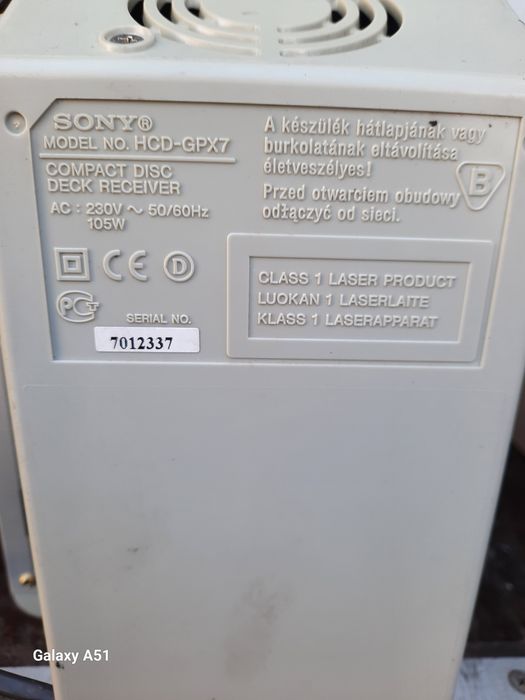 SONY®
MODEL NO. HCD-GPX7
COMPACT DISC
DECK RECEIVER
AC : 230V ~ 50/60Hz
105W
CE D
PCT
SERIAL NO.
7012337
A készülék hátlapjának vagy
burkolatának eltávolítása
életveszélyes!
Przed otwarciem obudowy
odłączyć od sieci.
B
CLASS 1 LASER PRODUCT
LUOKAN 1 LASERLAITE
KLASS 1 LASERAPPARAT
Galaxy A51